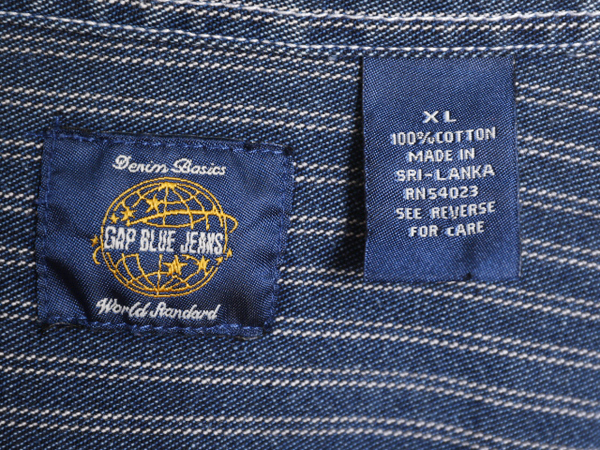 Denim Basics
GAP BLUE JEANS
World Standard
XL
100% COTTON
MADE IN
SRI-LANKA
RN54023
SEE REVERSE
FOR CARE